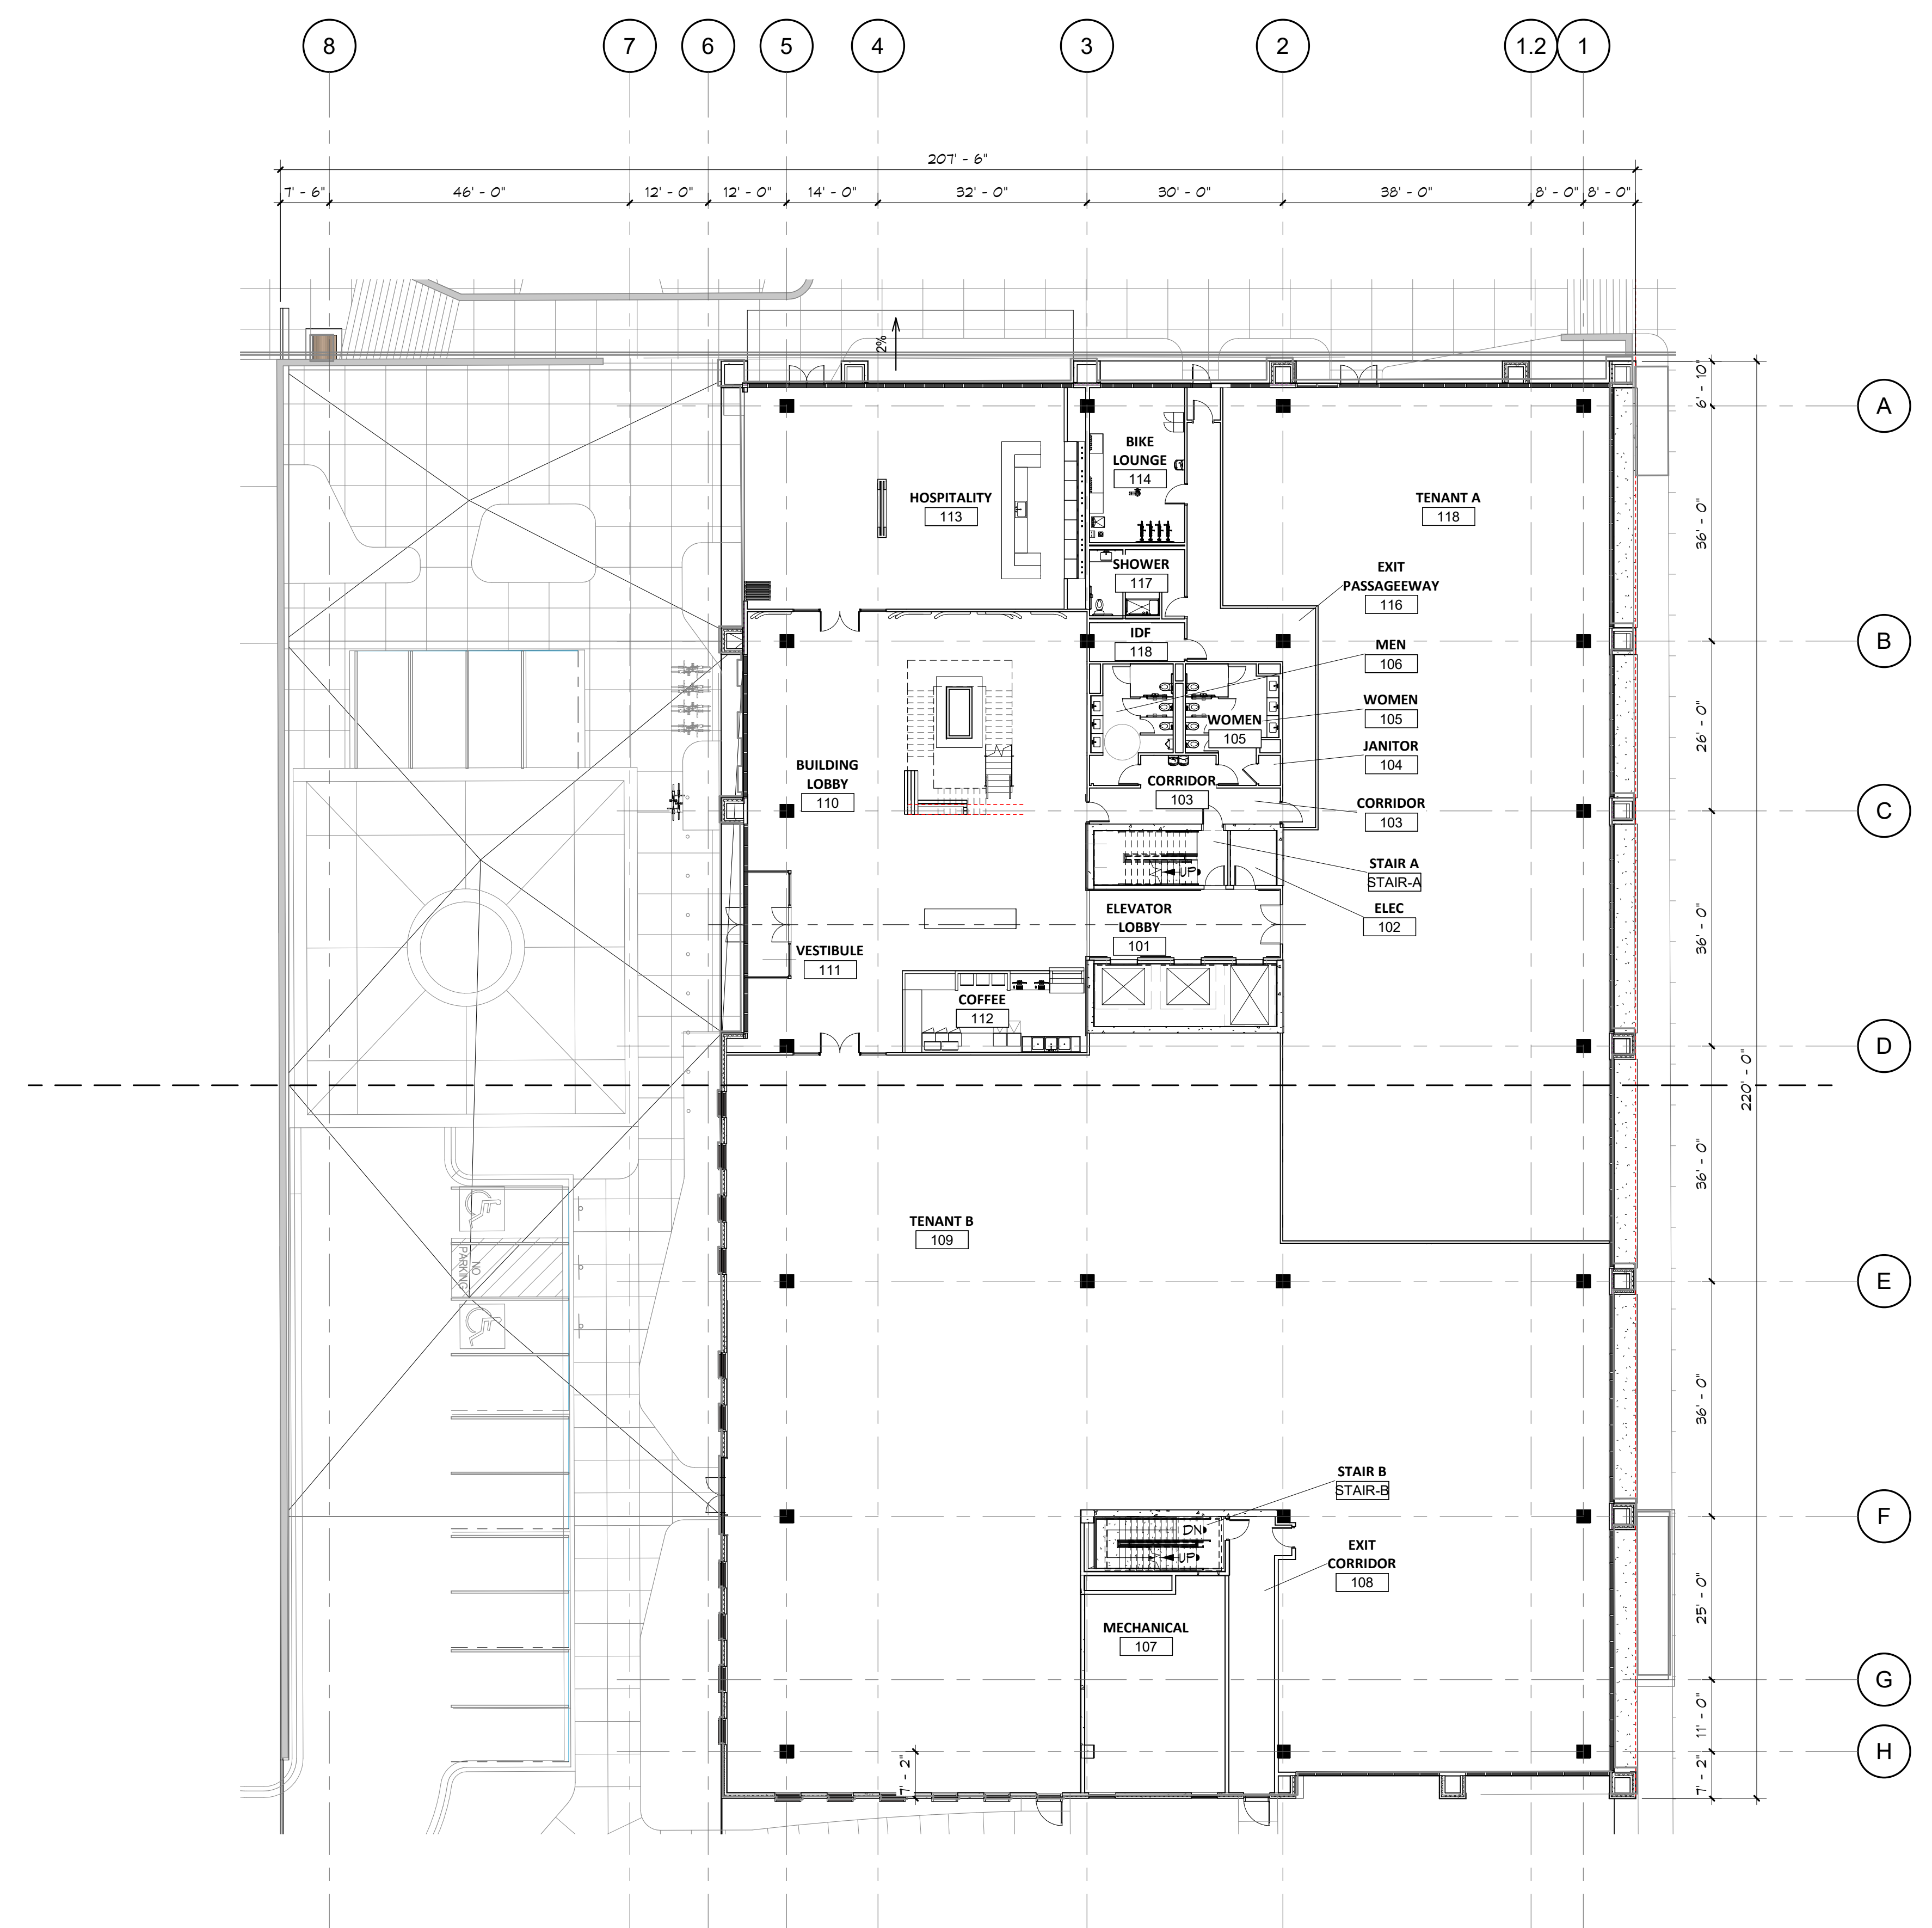 8 7 6 5 4 3 2 1.2 1
207' - 6"
7' - 6" 46' - 0" 12' - 0" 12' - 0" 14' - 0" 32' - 0" 30' - 0" 38' - 0" 8' - 0" 8' - 0"
2%
6' - 10"
A
BIKE
LOUNGE
114
HOSPITALITY
113
TENANT A
118
36' - 0"
SHOWER
117
EXIT
PASSAGEEWAY
116
IDF
118
B
MEN
106
WOMEN
105
WOMEN
105
26' - 0"
JANITOR
104
BUILDING
LOBBY
110
CORRIDOR
103
CORRIDOR
103
C
UP
STAIR A
STAIR-A
ELEVATOR
LOBBY
101
ELEC
102
36' - 0"
VESTIBULE
111
COFFEE
112
D
220' - 0"
36' - 0"
TENANT B
109
NO
PARKING
E
36' - 0"
STAIR B
STAIR-B
F
DN
UP
EXIT
CORRIDOR
108
25' - 0"
MECHANICAL
107
G
11' - 0"
H
7' - 2"
7' - 2"